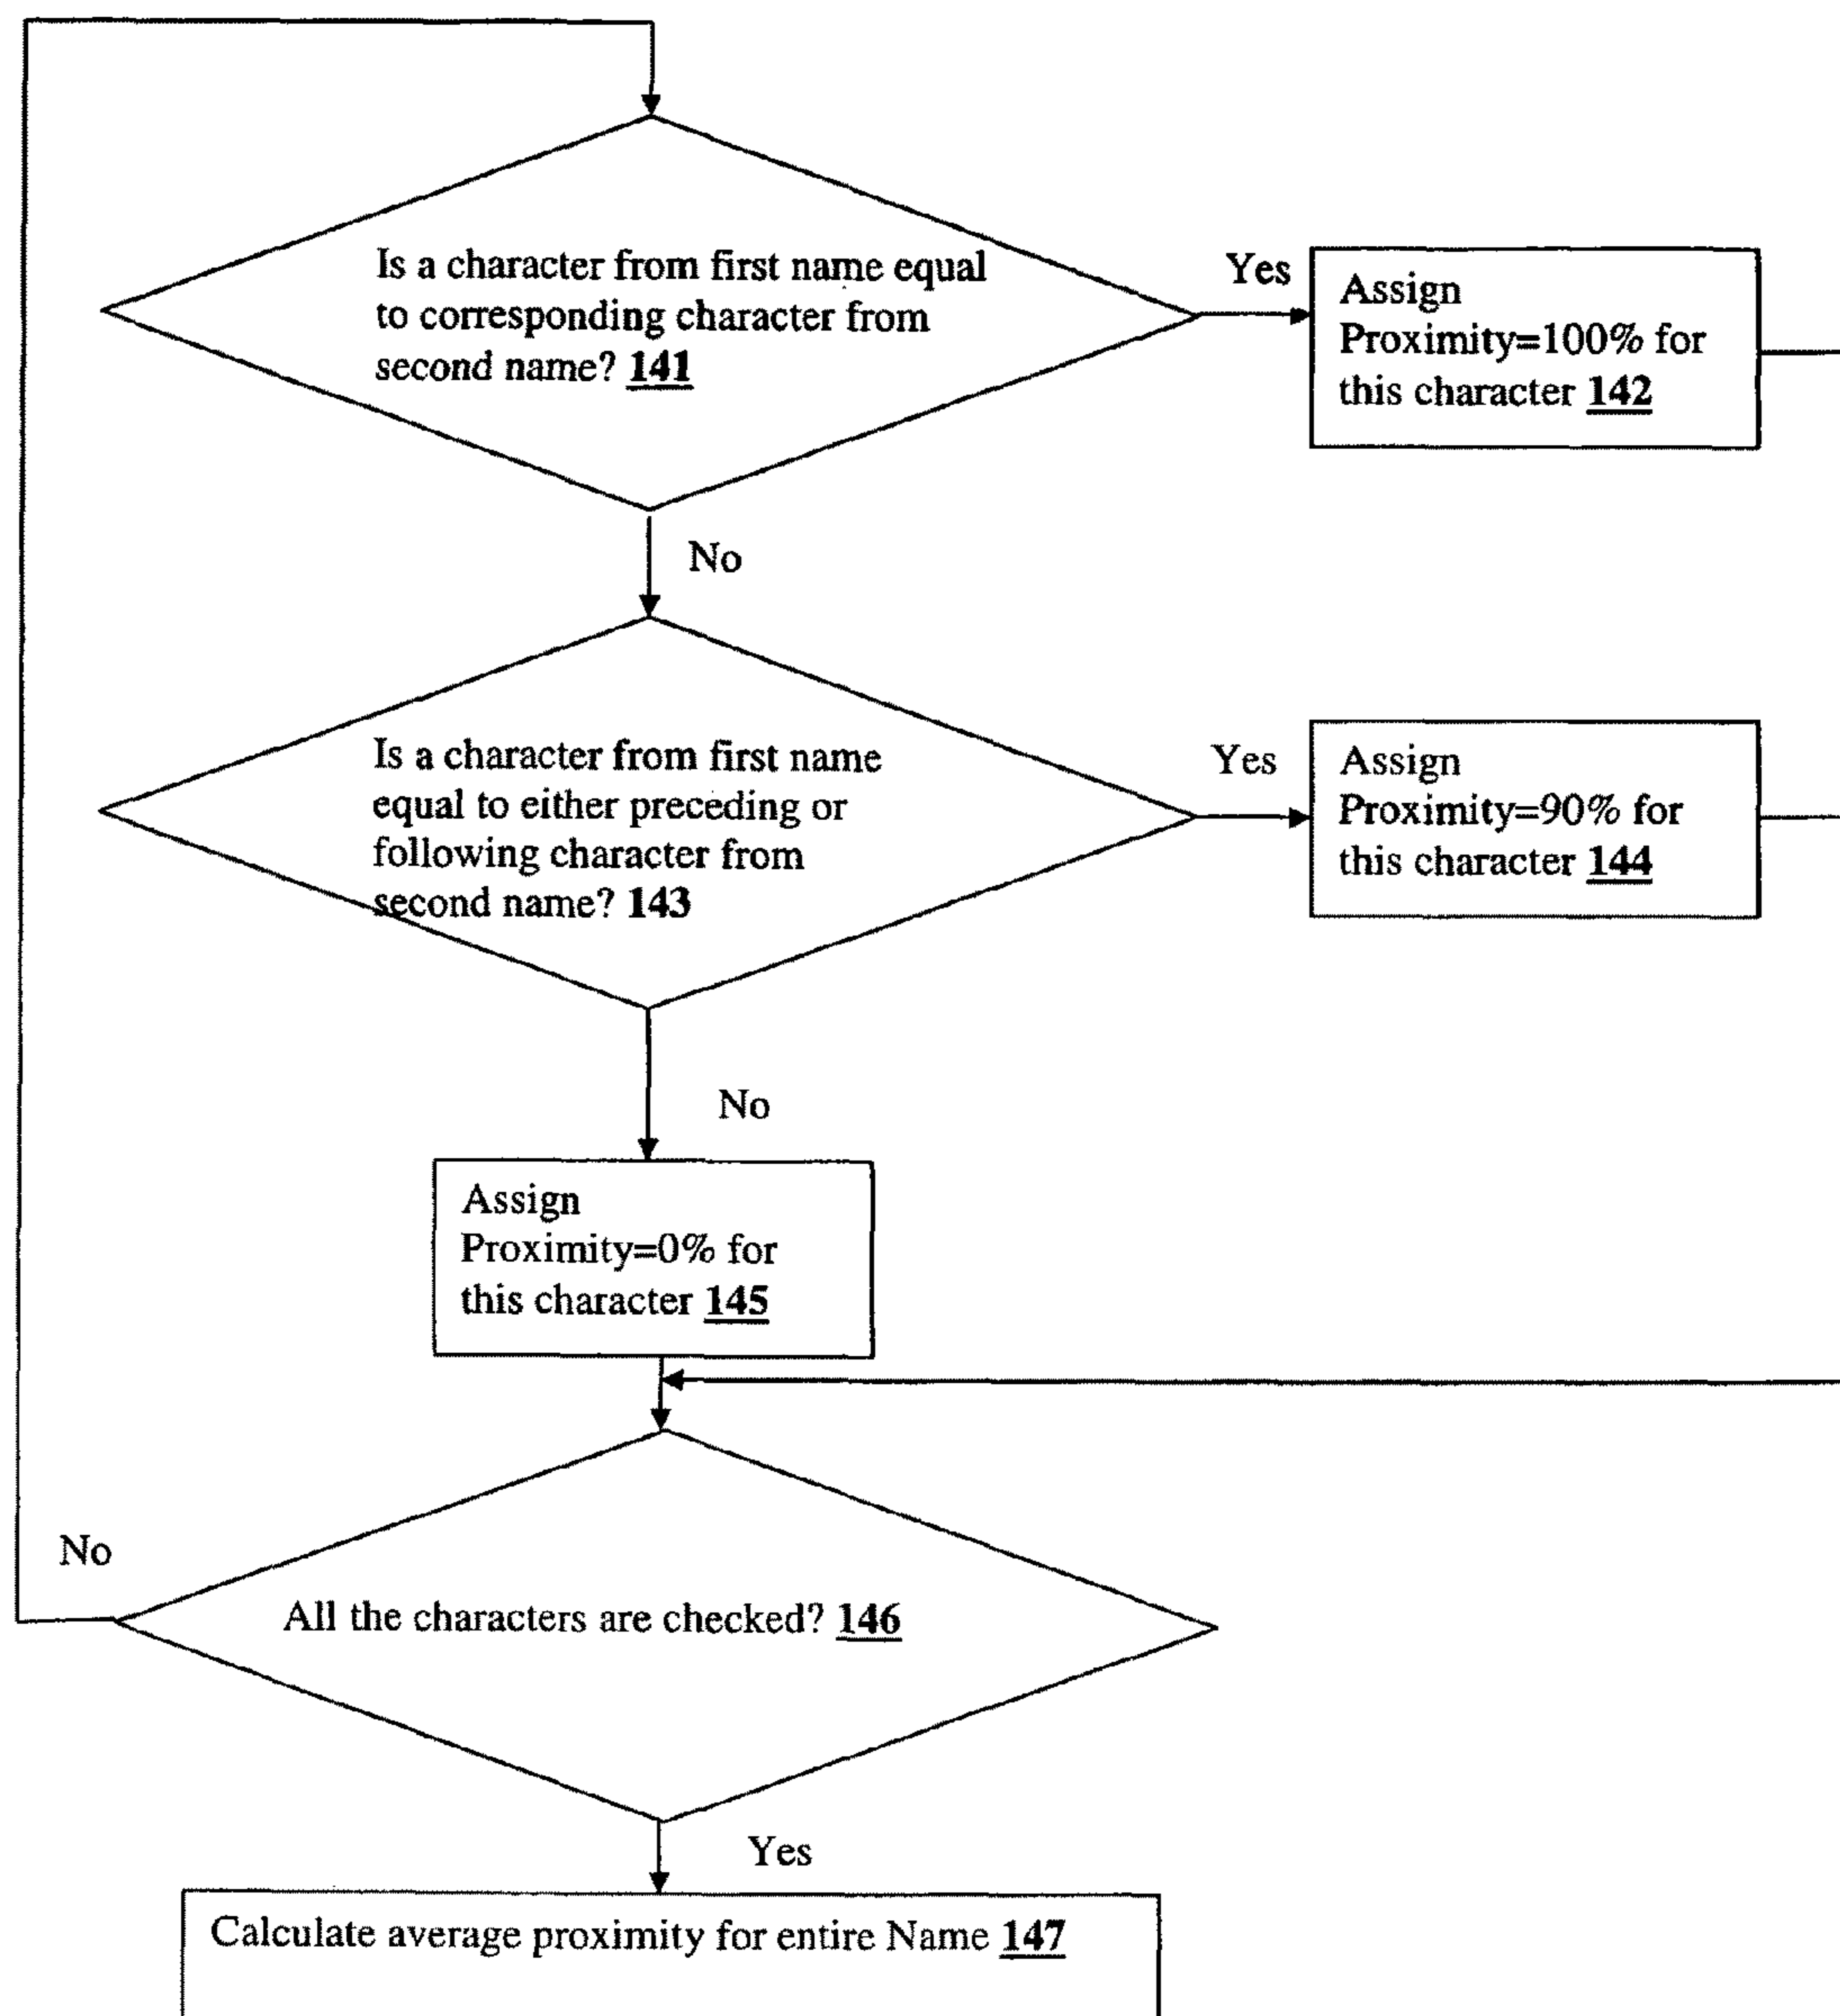 Is a character from first name equal
to corresponding character from
second name? 141
Yes
Assign
Proximity=100% for
this character 142
No
Is a character from first name
equal to either preceding or
following character from
second name? 143
Yes
Assign
Proximity=90% for
this character 144
No
Assign
Proximity=0% for
this character 145
No
All the characters are checked? 146
Yes
Calculate average proximity for entire Name 147